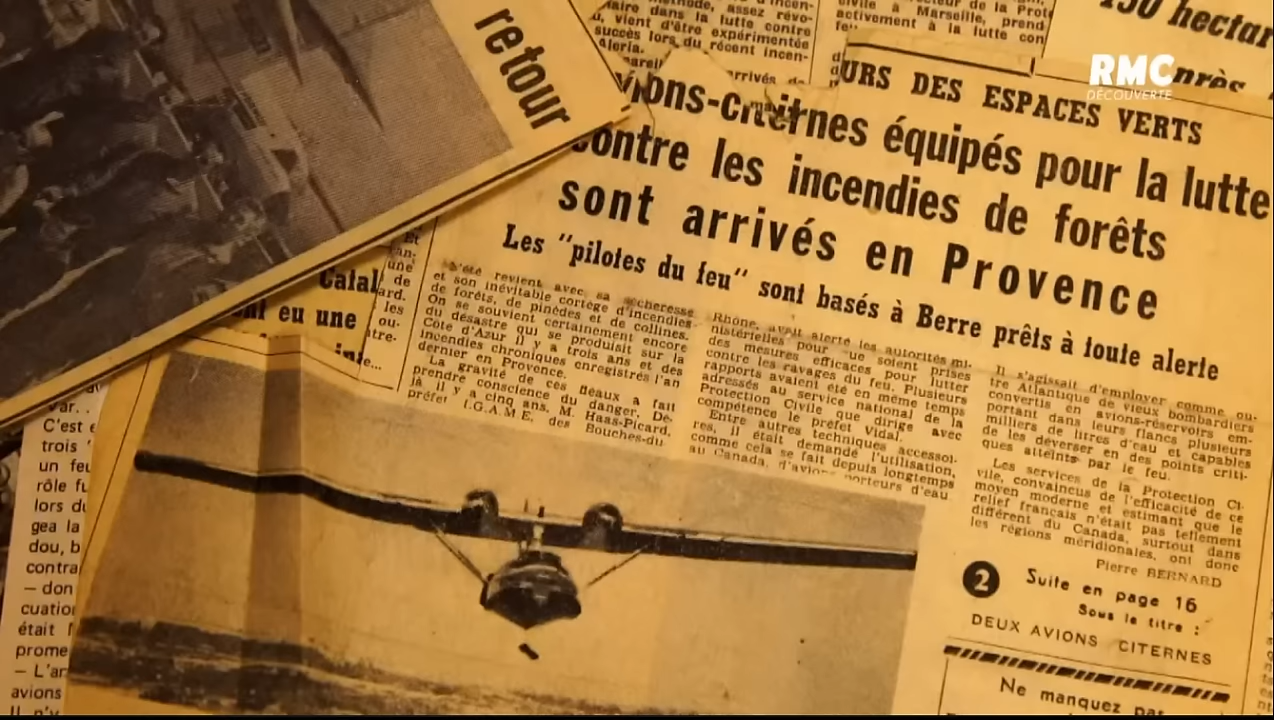 retour
vient d'être expérimentée
succès lors du récent incen-
activement à la lutte con
150 hectar
RMC
DÉCOUVERTE
près
URS DES ESPACES VERTS
équipés pour la lutte
contre les incendies de forêts
sont arrivés en Provence
Les "pilotes du feu" sont basés à Berre prêts à toute alerte
Catal
eu une
L'été revient avec sa sécheresse
et son inévitable cortège d'incendies
de forêts, de pinèdes et de collines.
On se souvient certainement encore
du désastre qui se produisit sur la
Côte d'Azur il y a trois ans et des
incendies chroniques enregistrés l'an
dernier en Provence.
La gravité de ces fléaux a fait
prendre conscience du danger. Dé-
jà il y a cinq ans, M. Haas-Picard,
préfet I.G.A.M.E. des Bouches-du-
Rhône, avait alerté les autorités mi-
nistérielles pour que soient prises
des mesures efficaces pour lutter
contre les ravages du feu. Plusieurs
rapports avaient été en même temps
adressés au service national de la
Protection Civile que dirige avec
compétence le préfet Vidal.
Entre autres techniques accessoi-
res, il était demandé l'utilisation,
comme cela se fait depuis longtemps
au Canada, d'avions porteurs d'eau.
Il s'agissait d'employer comme ou-
tre Atlantique de vieux bombardiers
convertis en avions-réservoirs em-
portant dans leurs flancs plusieurs
milliers de litres d'eau et capables
de les déverser en des points criti-
ques atteints par le feu.
Les services de la Protection Ci-
vile, convaincus de l'efficacité de ce
moyen moderne et estimant que le
relief français n'était pas tellement
différent du Canada, surtout dans
les régions méridionales, ont donc
Pierre BERNARD
2 Suite en page 16
Sous le titre :
DEUX AVIONS CITERNES
Ne manquez pas
C'est
trois
un feu
rôle
lors du
gea la
dou, b
contra
— don
cuatio
était
prome
— L'ar
avions
Il n'y